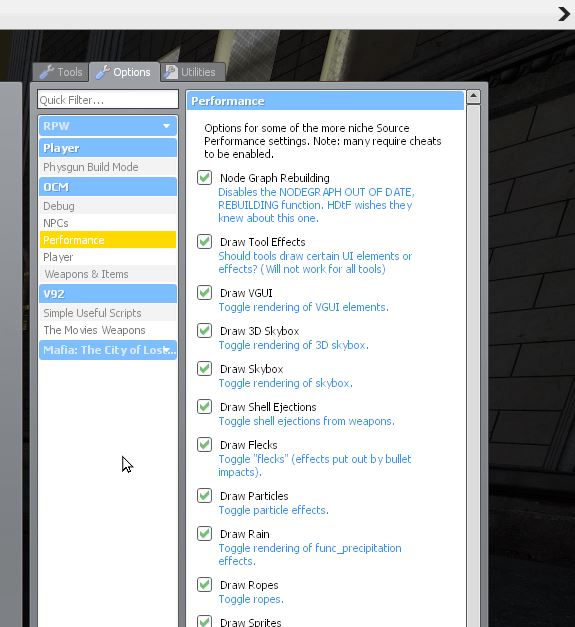 Tools Options Utilities
Quick Filter...
RPW
Player
Physgun Build Mode
OCM
Debug
NPCs
Performance
Player
Weapons & Items
V92
Simple Useful Scripts
The Movies Weapons
Mafia: The City of Lost...
Performance
Options for some of the more niche Source
Performance settings. Note: many require cheats
to be enabled.
Node Graph Rebuilding
Disables the NODEGRAPH OUT OF DATE,
REBUILDING function. HDtF wishes they
knew about this one.
Draw Tool Effects
Should tools draw certain UI elements or
effects? (Will not work for all tools)
Draw VGUI
Toggle rendering of VGUI elements.
Draw 3D Skybox
Toggle rendering of 3D skybox.
Draw Skybox
Toggle rendering of skybox.
Draw Shell Ejections
Toggle shell ejections from weapons.
Draw Flecks
Toggle "flecks" (effects put out by bullet
impacts).
Draw Particles
Toggle particle effects.
Draw Rain
Toggle rendering of func_precipitation
effects.
Draw Ropes
Toggle ropes.
Draw Sprites